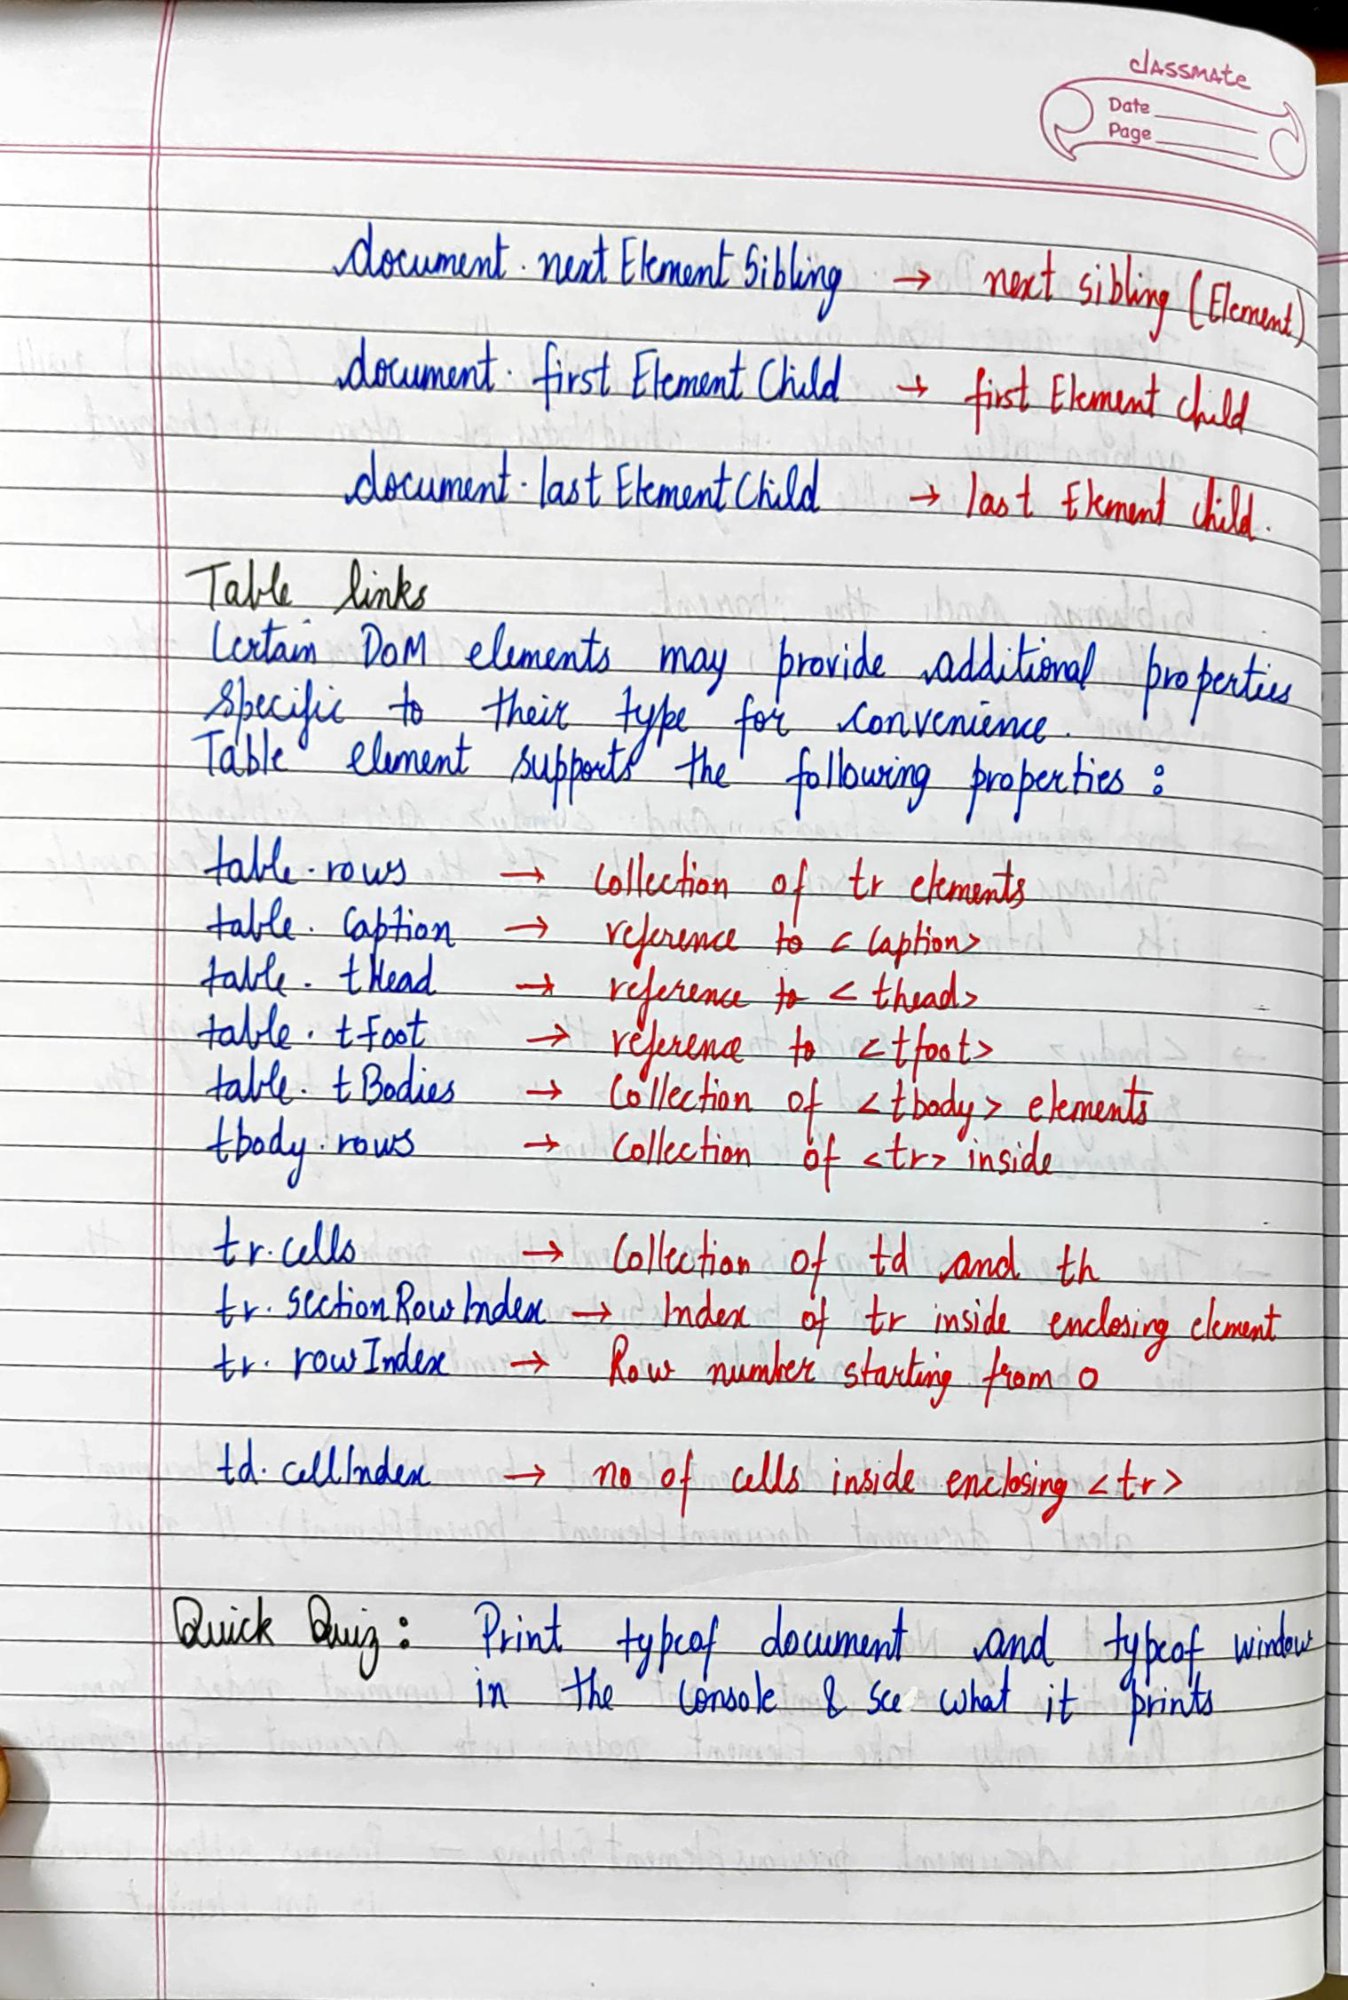 classmate
Date
Page
document.nextElementSibling → next sibling (Element)
document.firstElementChild → first Element child
document.lastElementChild → last Element child.
Table links
Certain DOM elements may provide additional properties
specific to their type for convenience.
Table element supports the following properties :
table.rows → Collection of tr elements
table.caption → reference to <caption>
table.tHead → reference to <thead>
table.tFoot → reference to <tfoot>
table.tBodies → Collection of <tbody> elements
tbody.rows → Collection of <tr> inside
tr.cells → Collection of td and th
tr.sectionRowIndex → Index of tr inside enclosing element
tr.rowIndex → Row number starting from 0
td.cellIndex → no of cells inside enclosing <tr>
Quick Quiz: Print typeof document and typeof window
in the console & see what it prints